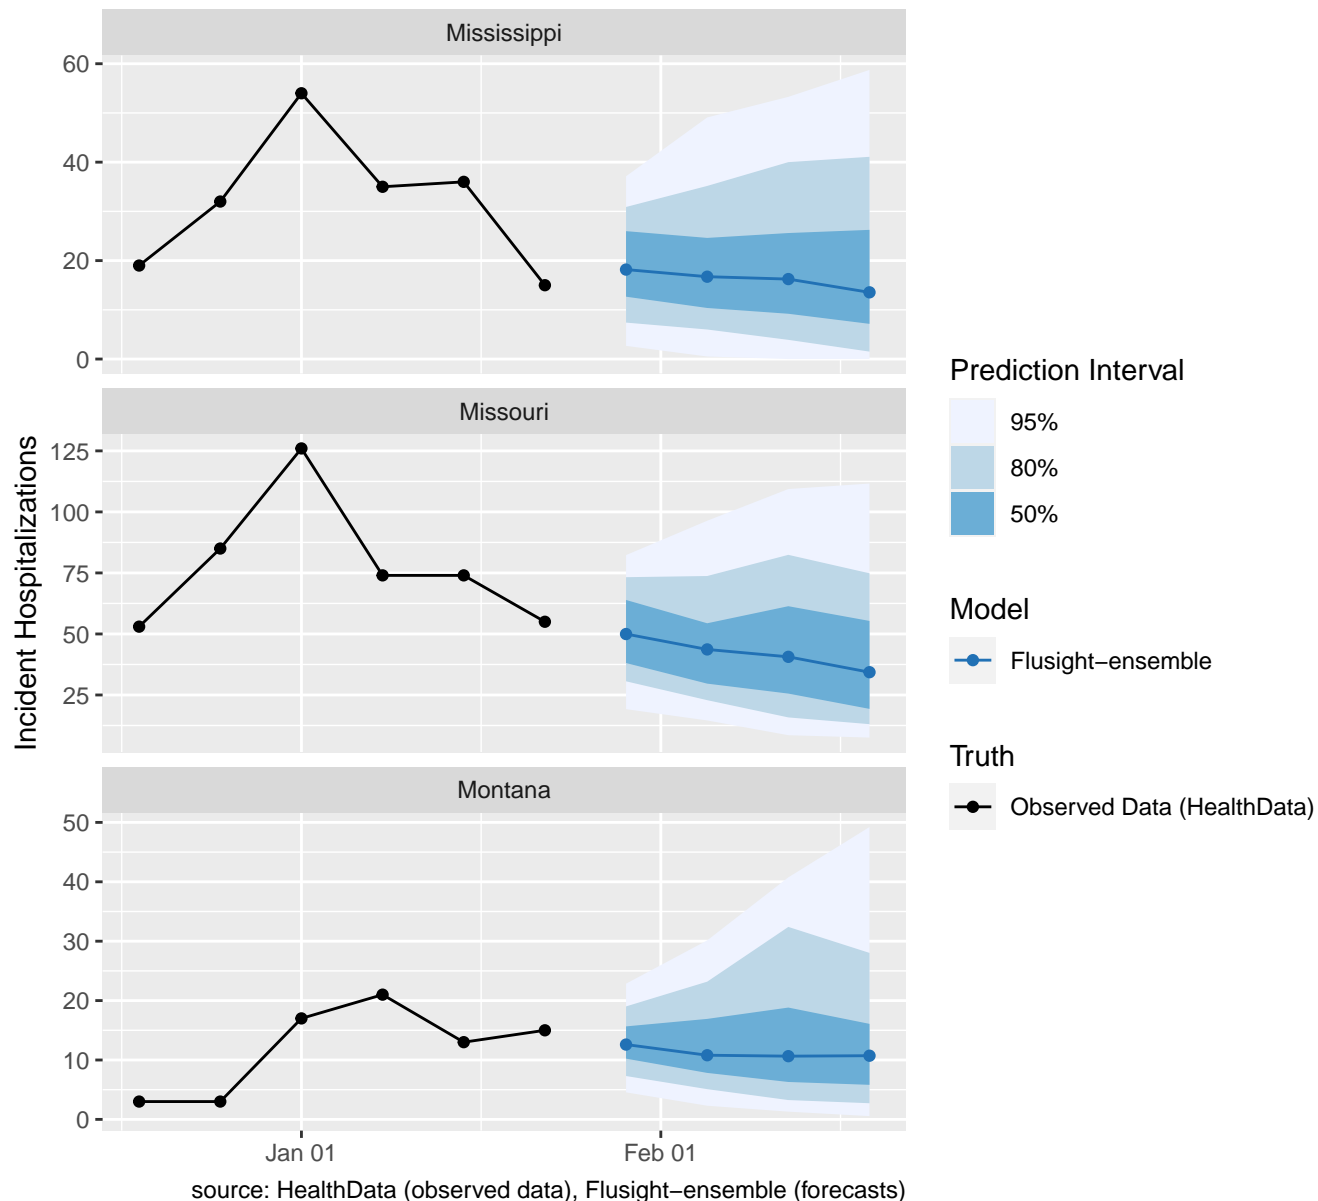 Mississippi
60
40
20
0
Missouri
125
100
75
50
25
Montana
50
40
30
20
10
0
Incident Hospitalizations
Jan 01
Feb 01
source: HealthData (observed data), Flusight−ensemble (forecasts)
Prediction Interval
95%
80%
50%
Model
Flusight−ensemble
Truth
Observed Data (HealthData)